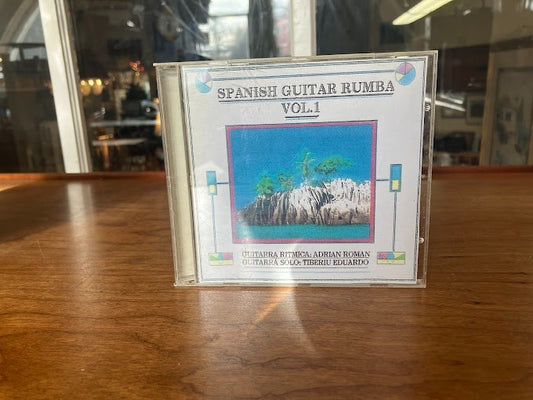 SPANISH GUITAR RUMBA
VOL.1
GUITARRA RITMICA: ADRIAN ROMAN
GUITARRA SOLO: TIBERIU EDUARDO